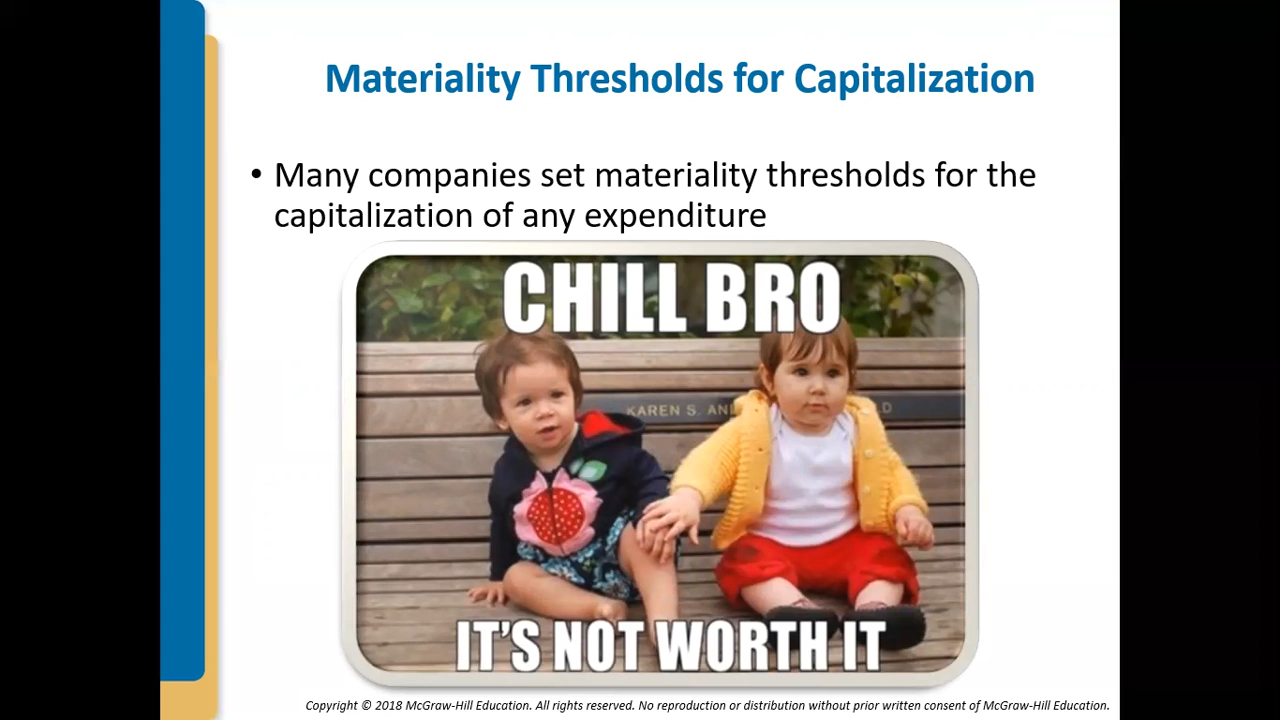 Materiality Thresholds for Capitalization
• Many companies set materiality thresholds for the
capitalization of any expenditure
CHILL BRO
KAREN S. AN
IT'S NOT WORTH IT
Copyright © 2018 McGraw-Hill Education. All rights reserved. No reproduction or distribution without prior written consent of McGraw-Hill Education.